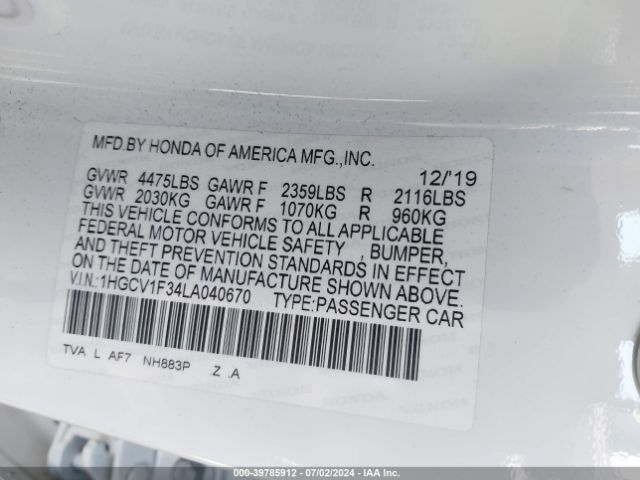 MFD.BY HONDA OF AMERICA MFG.,INC. 12/'19
GVWR 4475LBS GAWR F 2359LBS R 2116LBS
GVWR 2030KG GAWR F 1070KG R 960KG
THIS VEHICLE CONFORMS TO ALL APPLICABLE
FEDERAL MOTOR VEHICLE SAFETY , BUMPER,
AND THEFT PREVENTION STANDARDS IN EFFECT
ON THE DATE OF MANUFACTURE SHOWN ABOVE.
V.I.N.:1HGCV1F34LA040670 TYPE:PASSENGER CAR
TVA L AF7 NH883P Z .A
000-39785912 07/02/2024 IAA Inc.